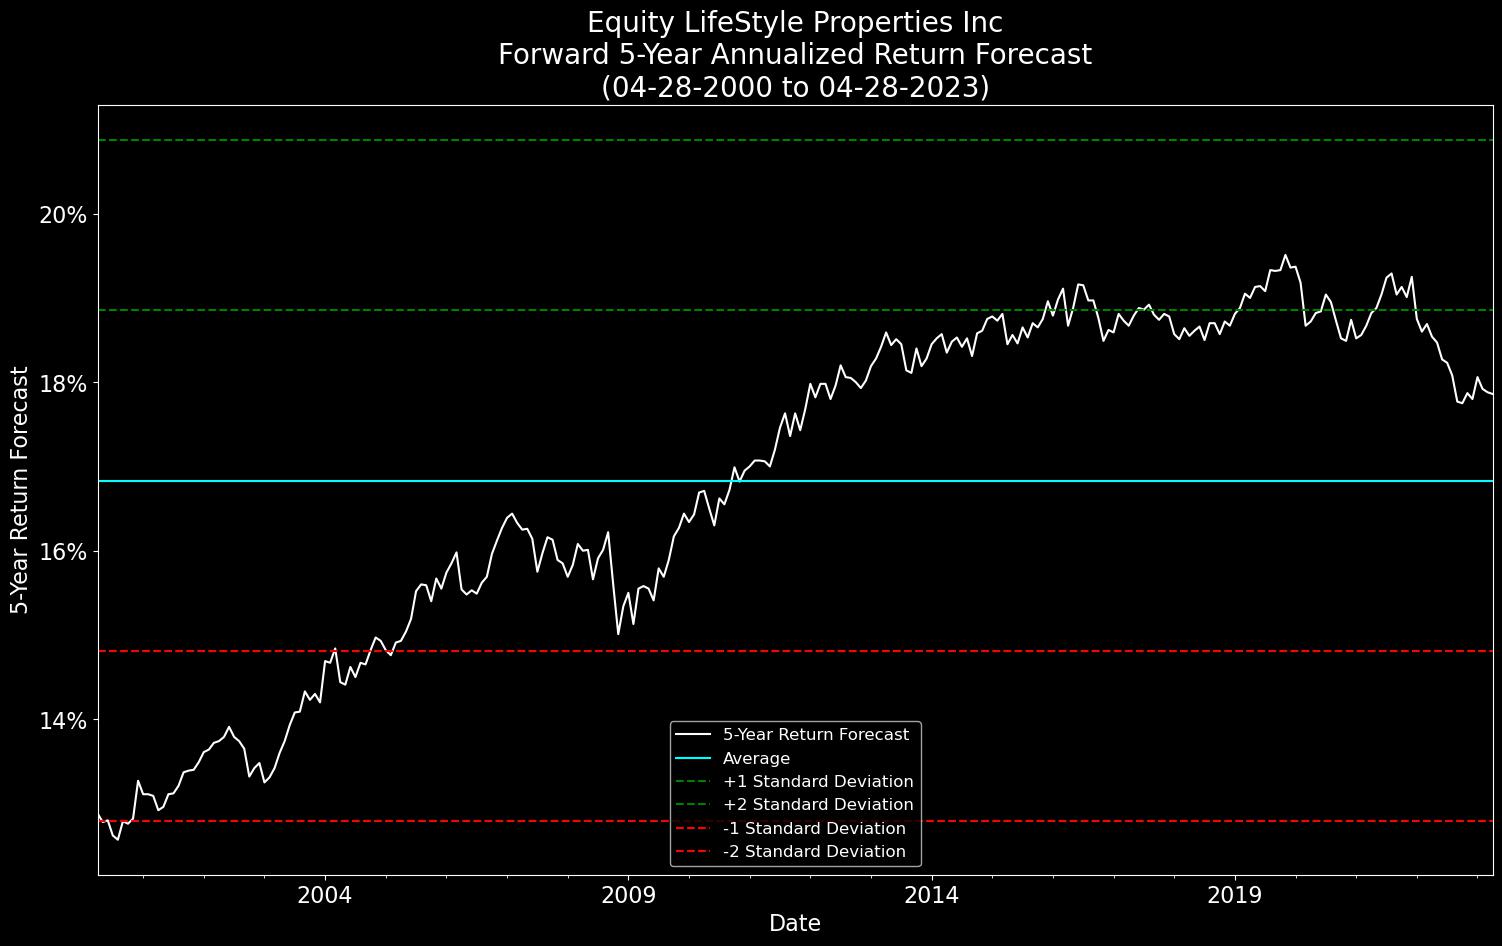 Equity LifeStyle Properties Inc
Forward 5-Year Annualized Return Forecast
(04-28-2000 to 04-28-2023)
5-Year Return Forecast
20%
18%
16%
14%
5-Year Return Forecast
Average
+1 Standard Deviation
+2 Standard Deviation
-1 Standard Deviation
-2 Standard Deviation
2004
2009
2014
2019
Date